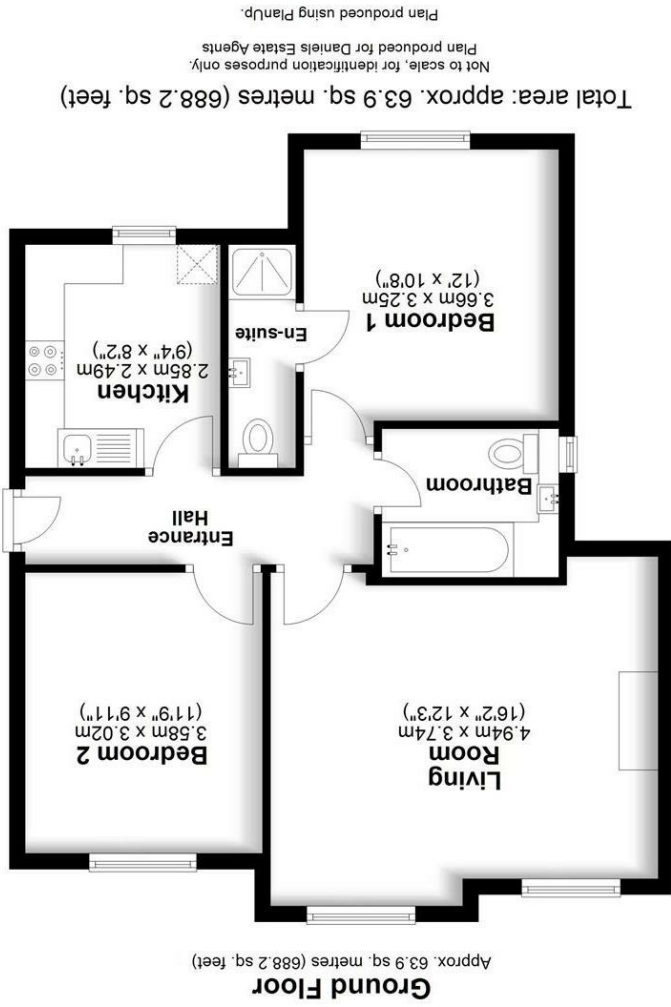 Ground Floor
Approx. 63.9 sq. metres (688.2 sq. feet)
Living
Room
4.94m x 3.74m
(16'2" x 12'3")
Bedroom 2
3.58m x 3.02m
(11'9" x 9'11")
Entrance
Hall
Bathroom
Bedroom 1
3.66m x 3.25m
(12' x 10'8")
En-suite
Kitchen
2.85m x 2.49m
(9'4" x 8'2")
Total area: approx. 63.9 sq. metres (688.2 sq. feet)
Not to scale, for identification purposes only.
Plan produced for Daniels Estate Agents
Plan produced using PlanUp.